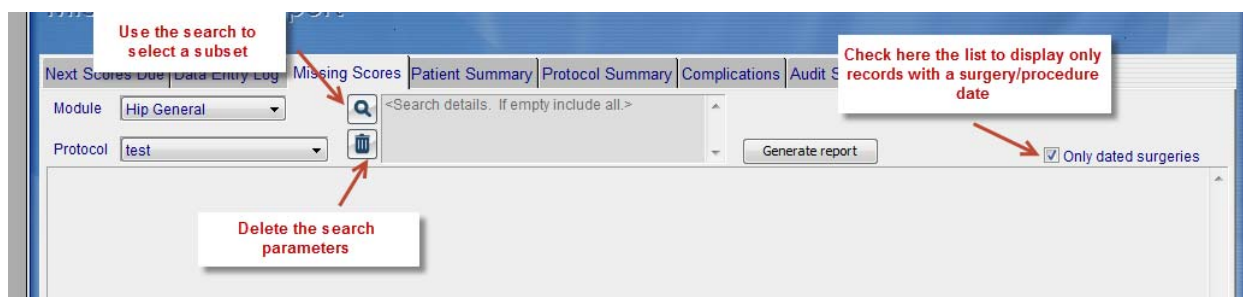 Use the search to
select a subset
Check here the list to display only
records with a surgery/procedure
date
Next Scores Due Data Entry Log Missing Scores Patient Summary Protocol Summary Complications Audit S
Module Hip General <Search details. If empty include all.>
Protocol test Generate report Only dated surgeries
Delete the search
parameters